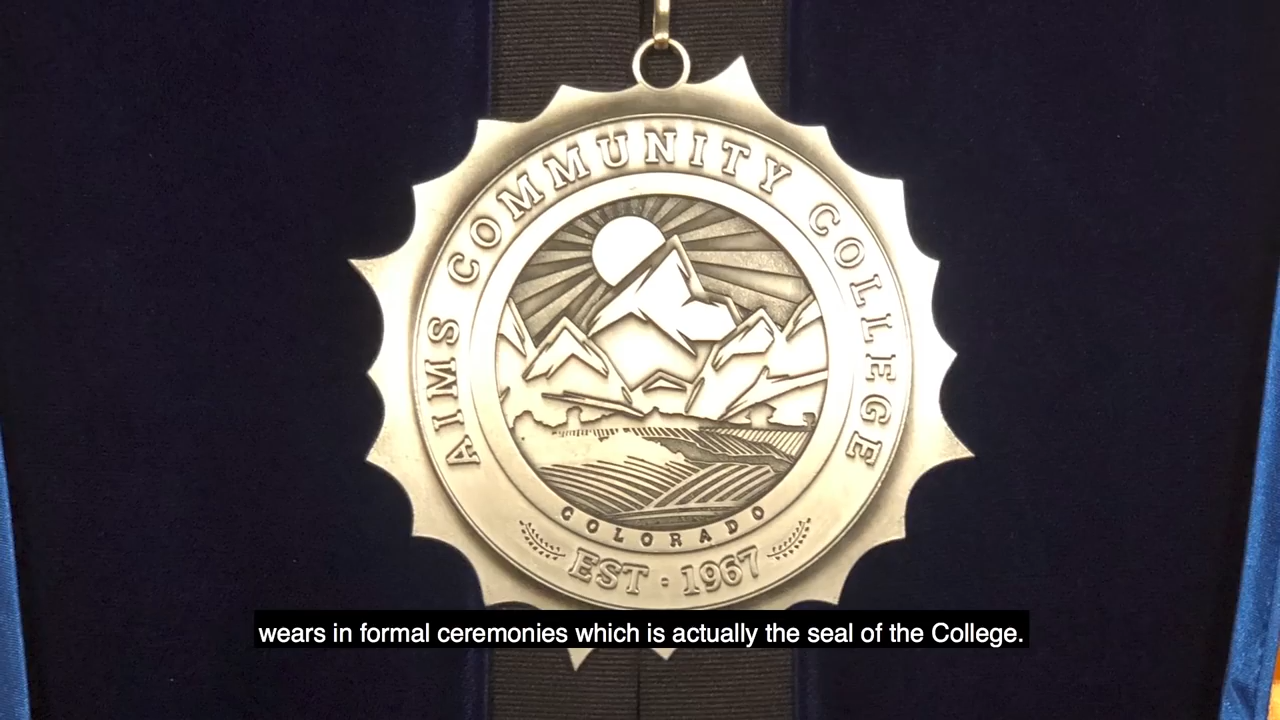 AIMS COMMUNITY COLLEGE
COLORADO
EST · 1967
wears in formal ceremonies which is actually the seal of the College.